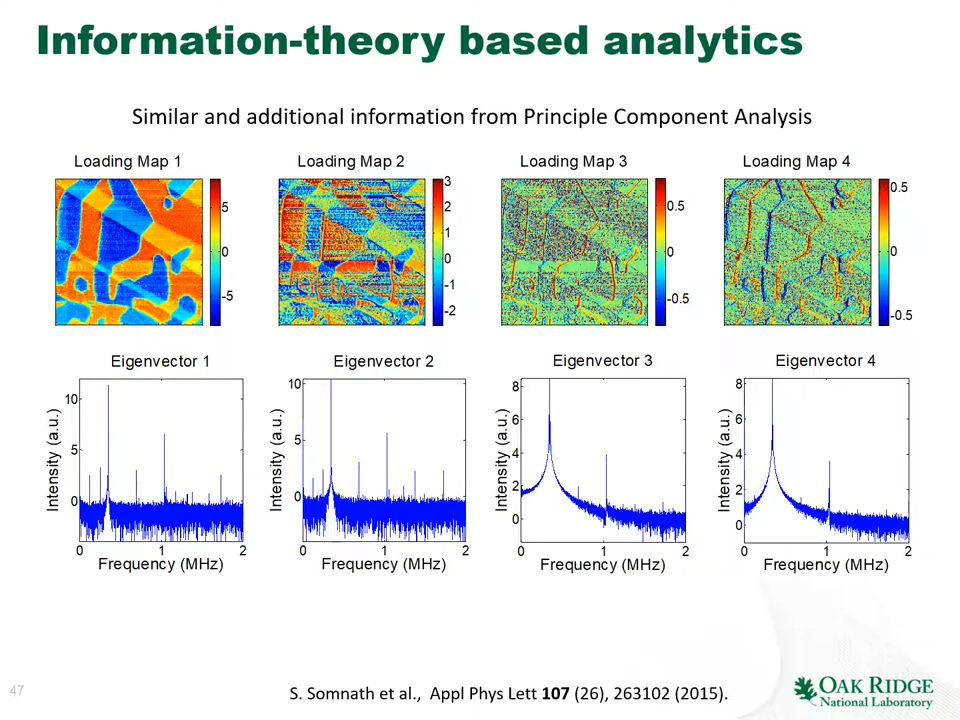 Information-theory based analytics
Similar and additional information from Principle Component Analysis
Loading Map 1
Loading Map 2
Loading Map 3
Loading Map 4
5
0
-5
3
2
1
0
-1
-2
0.5
0
-0.5
0.5
0
-0.5
Eigenvector 1
Eigenvector 2
Eigenvector 3
Eigenvector 4
Intensity (a.u.)
10
5
0
0 1 2
Frequency (MHz)
Intensity (a.u.)
10
5
0
0 1 2
Frequency (MHz)
Intensity (a.u.)
8
6
4
2
0
0 1 2
Frequency (MHz)
Intensity (a.u.)
8
6
4
2
0
0 1 2
Frequency (MHz)
47
S. Somnath et al., Appl Phys Lett 107 (26), 263102 (2015).
OAK RIDGE
National Laboratory